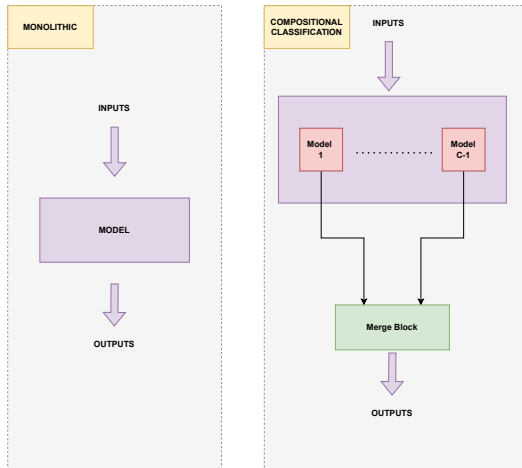 MONOLITHIC
INPUTS
MODEL
OUTPUTS
COMPOSITIONAL
CLASSIFICATION
INPUTS
Model
1
Model
C-1
Merge Block
OUTPUTS